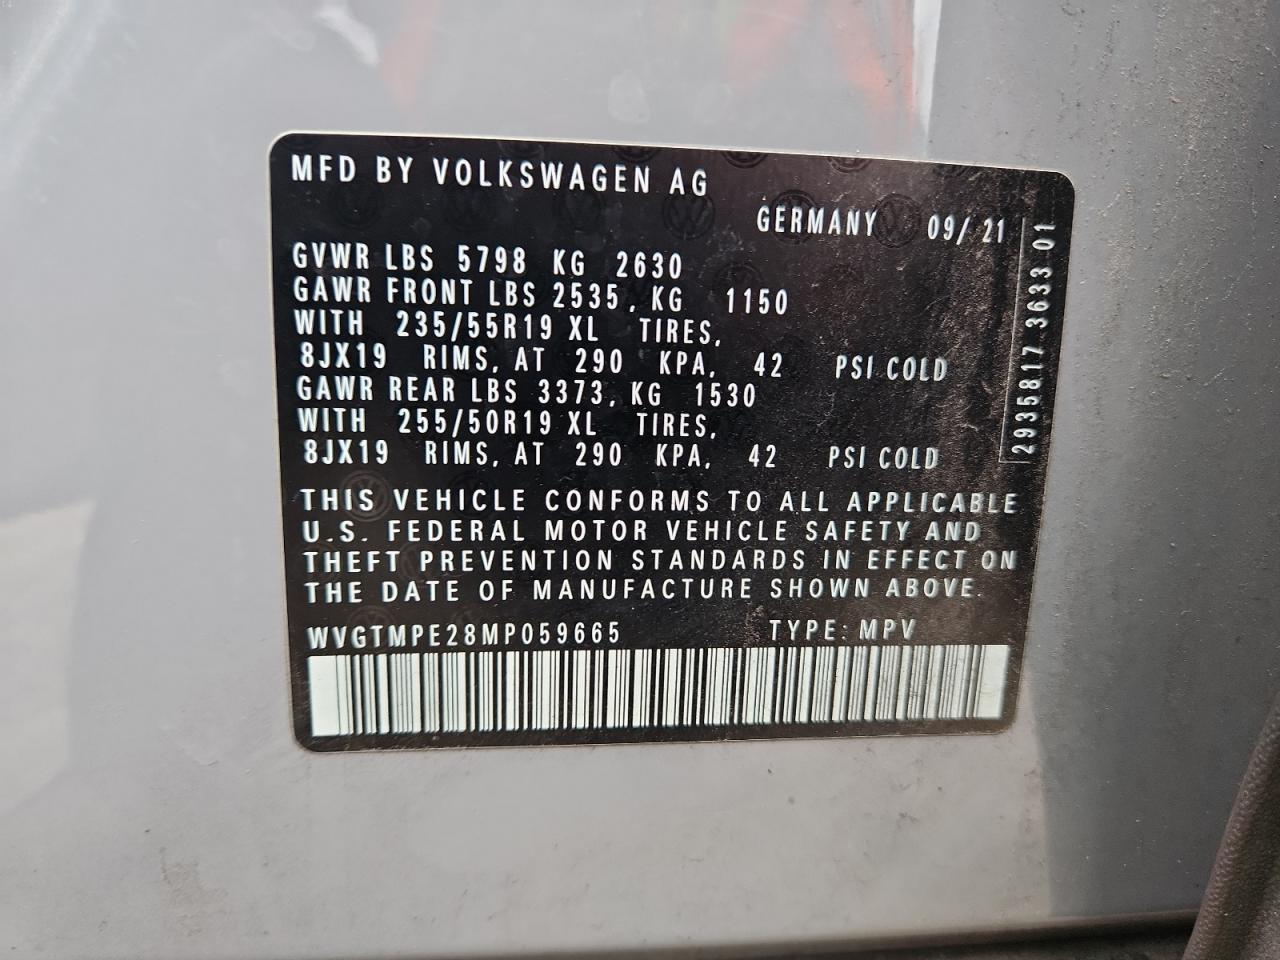 MFD BY VOLKSWAGEN AG
GERMANY 09/ 21
GVWR LBS 5798 KG 2630
GAWR FRONT LBS 2535, KG 1150
WITH 235/55R19 XL TIRES,
8JX19 RIMS, AT 290 KPA, 42 PSI COLD
GAWR REAR LBS 3373, KG 1530
WITH 255/50R19 XL TIRES,
8JX19 RIMS, AT 290 KPA, 42 PSI COLD
THIS VEHICLE CONFORMS TO ALL APPLICABLE
U.S. FEDERAL MOTOR VEHICLE SAFETY AND
THEFT PREVENTION STANDARDS IN EFFECT ON
THE DATE OF MANUFACTURE SHOWN ABOVE.
WVGTMPE28MP059665 TYPE: MPV
2935817 3633 01